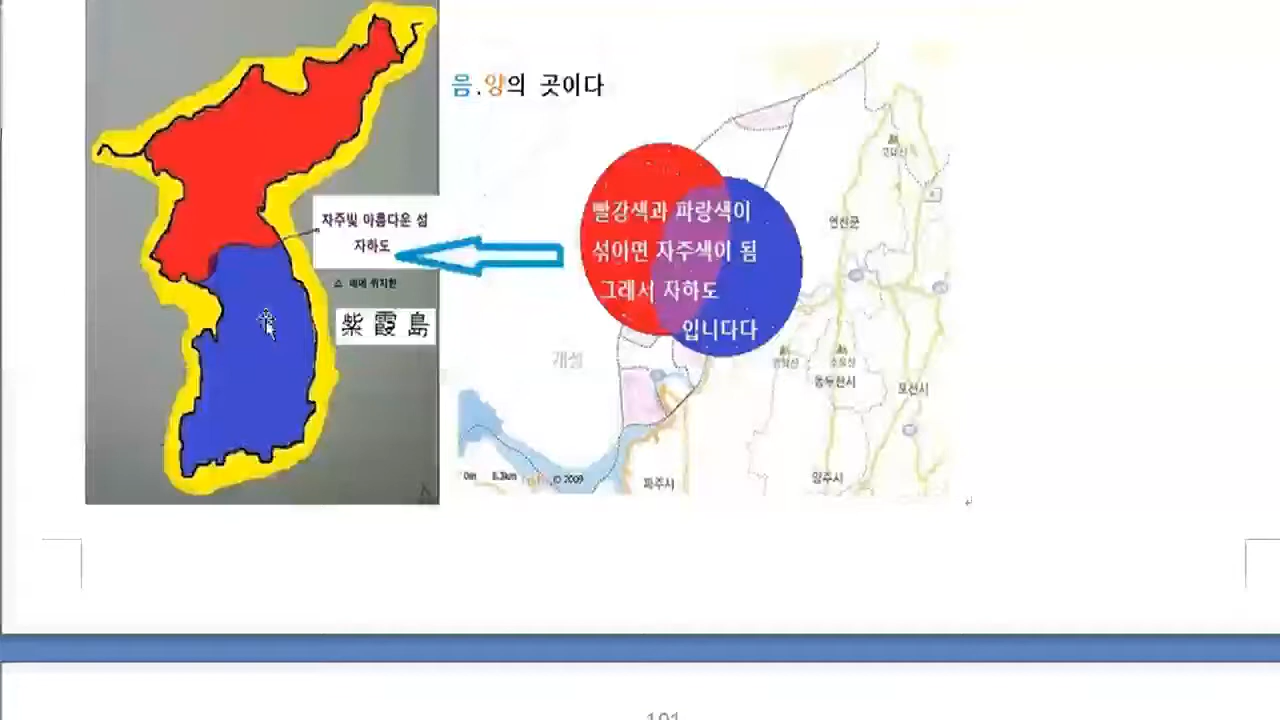 음.양의 곳이다
자주빛 아름다운 섬
자하도
紫霞島
빨강색과 파랑색이
섞이면 자주색이 됨
그래서 자하도
입니다다
연천군
개성
동두천시
포천시
파주시
양주시
0m
© 2009
191